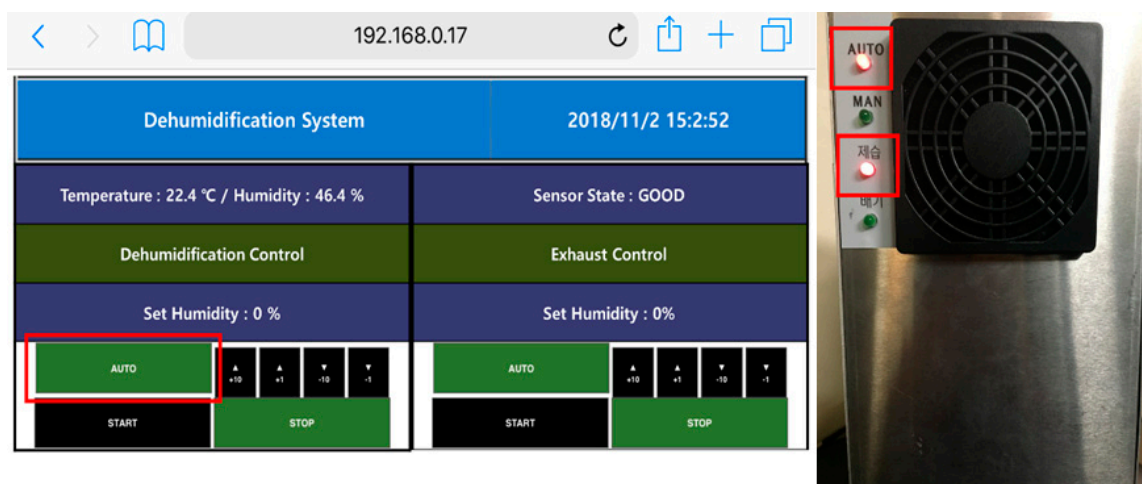 192.168.0.17
Dehumidification System
2018/11/2 15:2:52
Temperature : 22.4 ℃ / Humidity : 46.4 %
Sensor State : GOOD
Dehumidification Control
Exhaust Control
Set Humidity : 0 %
Set Humidity : 0%
AUTO
▲ ▲ ▼ ▼
+10 +1 -10 -1
AUTO
▲ ▲ ▼ ▼
+10 +1 -10 -1
START
STOP
START
STOP
AUTO
MAN
제습
배기